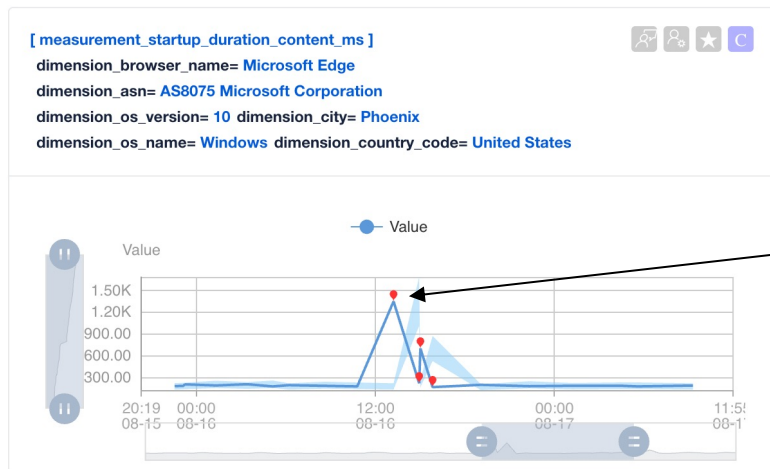 [ measurement_startup_duration_content_ms ]
dimension_browser_name= Microsoft Edge
dimension_asn= AS8075 Microsoft Corporation
dimension_os_version= 10 dimension_city= Phoenix
dimension_os_name= Windows dimension_country_code= United States
C
Value
Value
1.50K
1.20K
900.00
600.00
300.00
20:19 00:00 12:00 00:00
08-15 08-16 08-16 08-17